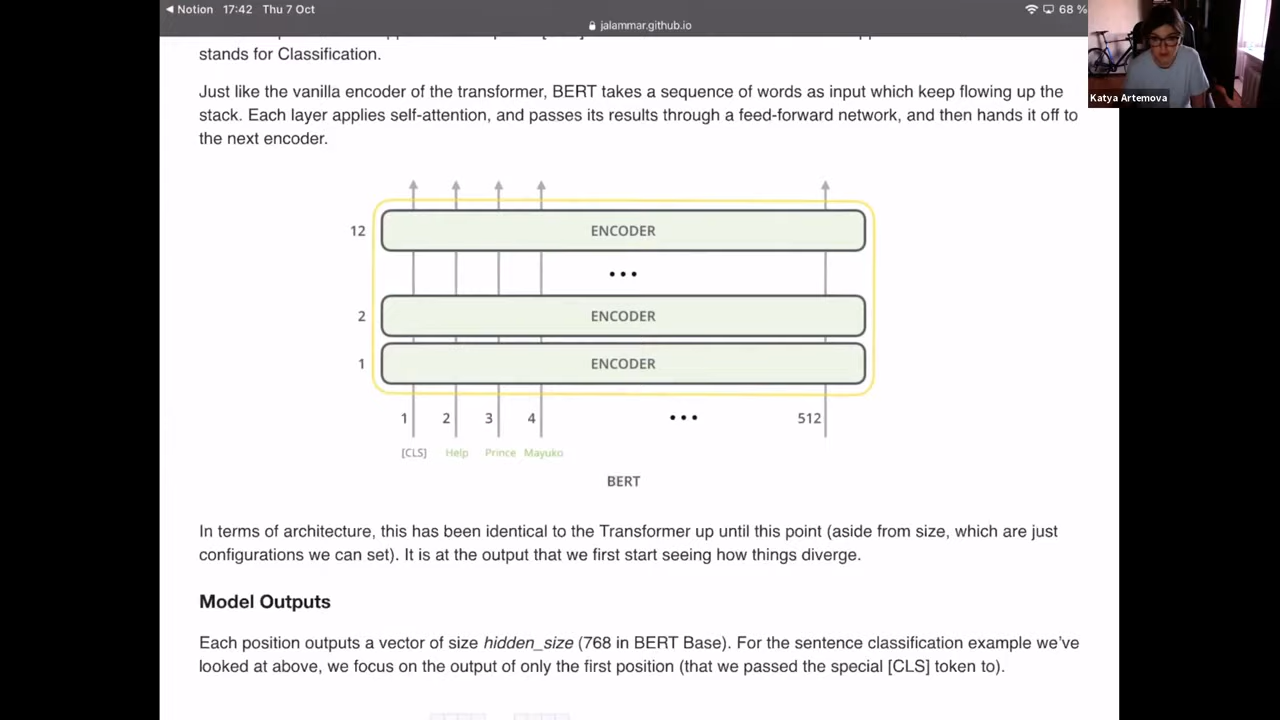 Notion 17:42 Thu 7 Oct 68 %
jalammar.github.io
stands for Classification.
Just like the vanilla encoder of the transformer, BERT takes a sequence of words as input which keep flowing up the
stack. Each layer applies self-attention, and passes its results through a feed-forward network, and then hands it off to
the next encoder.
12 ENCODER
•••
2 ENCODER
1 ENCODER
1 2 3 4 ••• 512
[CLS] Help Prince Mayuko
BERT
In terms of architecture, this has been identical to the Transformer up until this point (aside from size, which are just
configurations we can set). It is at the output that we first start seeing how things diverge.
Model Outputs
Each position outputs a vector of size hidden_size (768 in BERT Base). For the sentence classification example we've
looked at above, we focus on the output of only the first position (that we passed the special [CLS] token to).
Katya Artemova